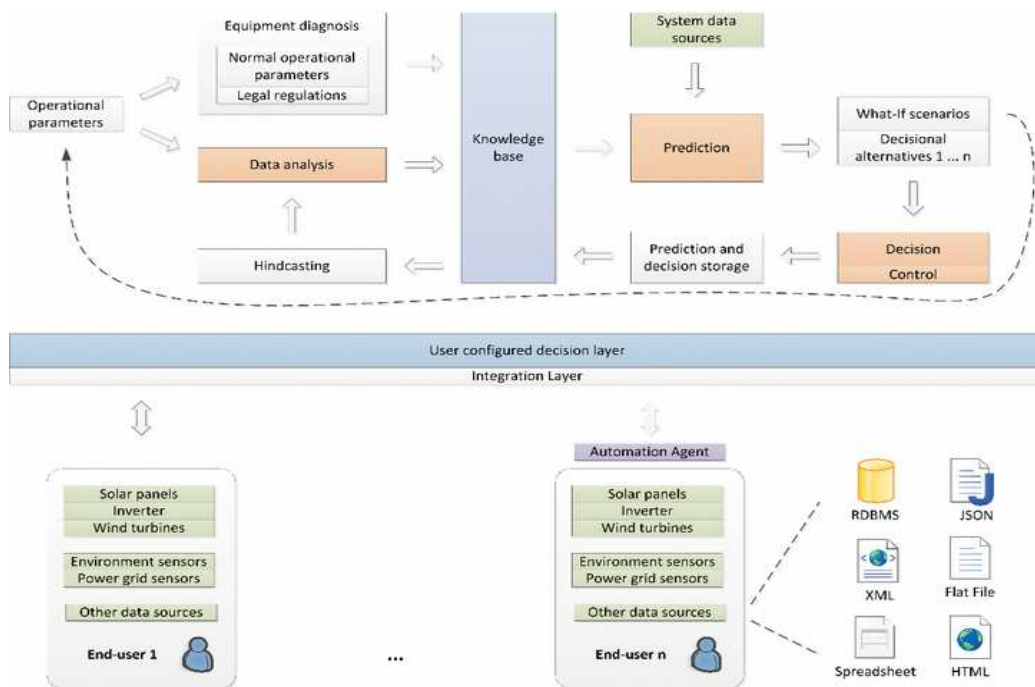 Equipment diagnosis
Normal operational
parameters
Legal regulations
System data
sources
Operational
parameters
Knowledge
base
What-If scenarios
Decisional
alternatives 1 ... n
Data analysis
Prediction
Hindcasting
Prediction and
decision storage
Decision
Control
User configured decision layer
Integration Layer
Automation Agent
Solar panels
Inverter
Wind turbines
Environment sensors
Power grid sensors
Other data sources
End-user 1
...
Solar panels
Inverter
Wind turbines
Environment sensors
Power grid sensors
Other data sources
End-user n
RDBMS
JSON
XML
Flat File
Spreadsheet
HTML